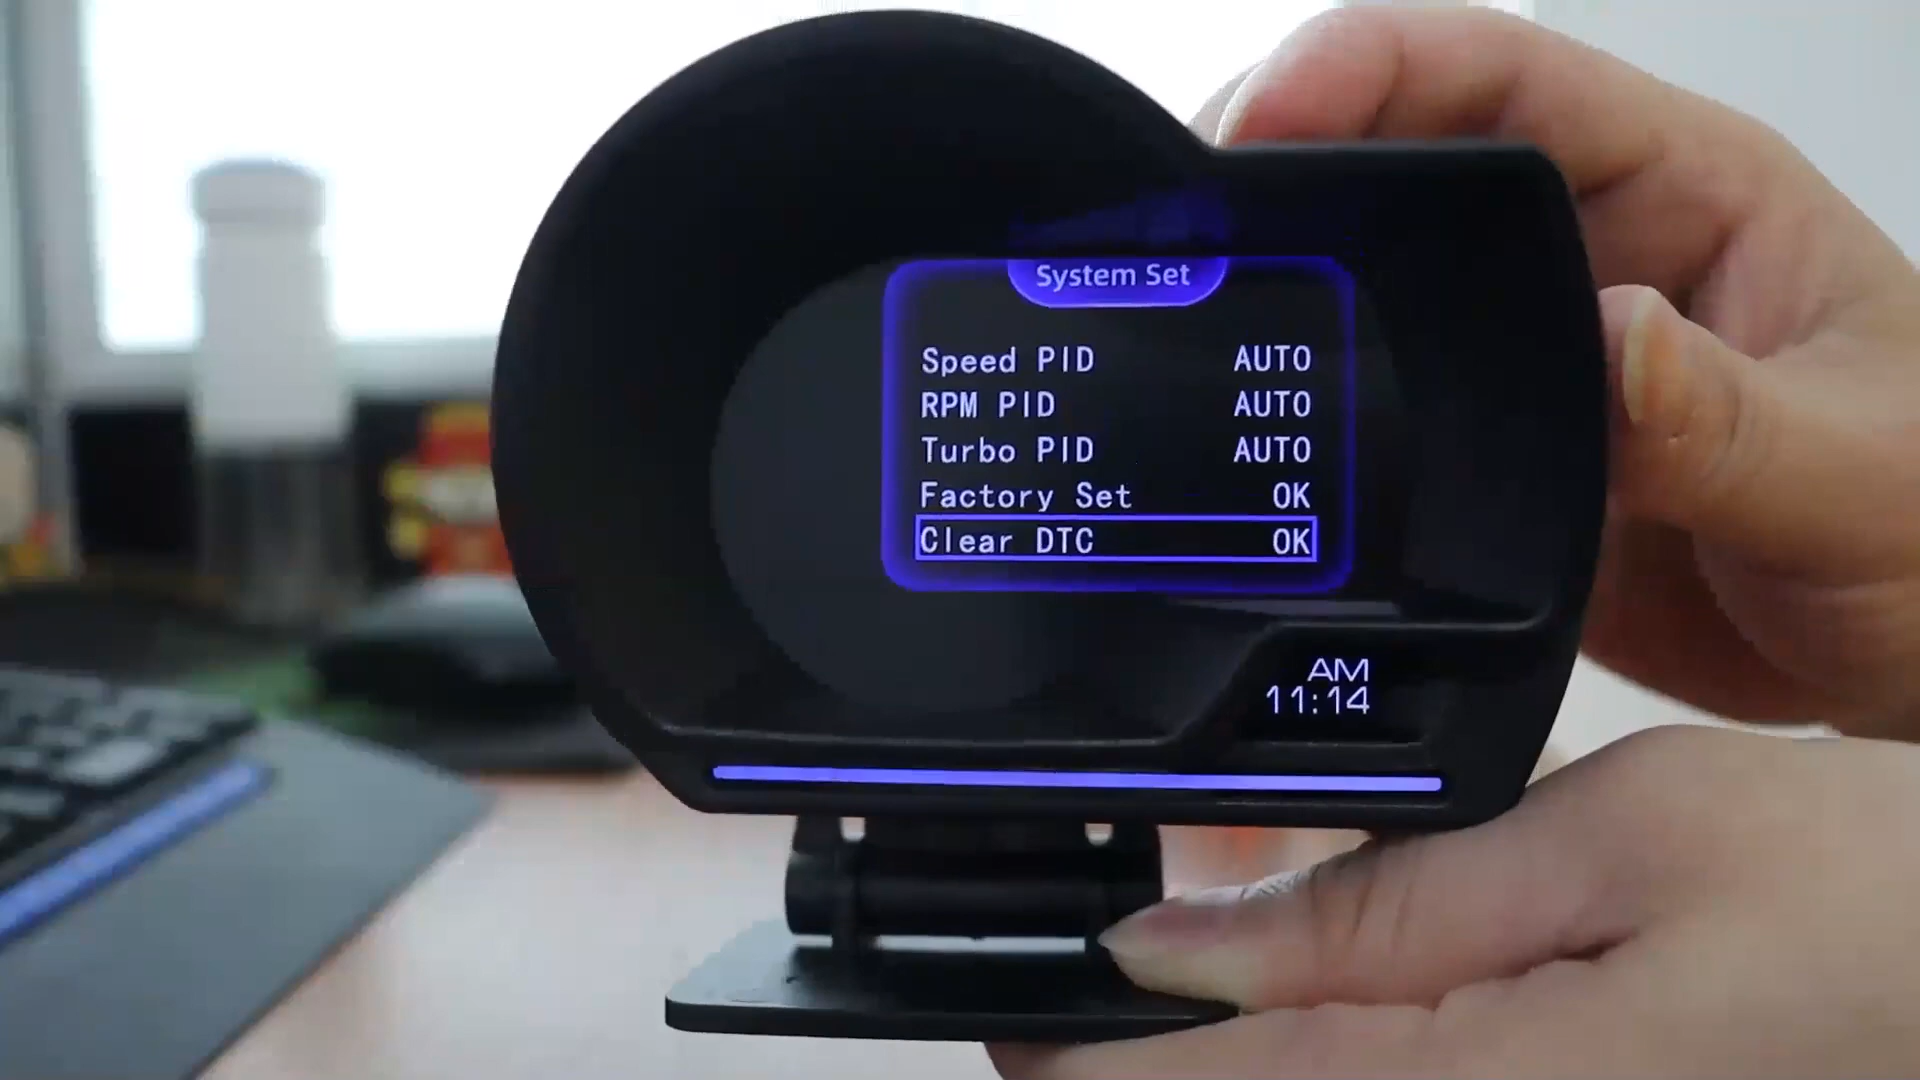 System Set
Speed PID AUTO
RPM PID AUTO
Turbo PID AUTO
Factory Set OK
Clear DTC OK
AM
11:14